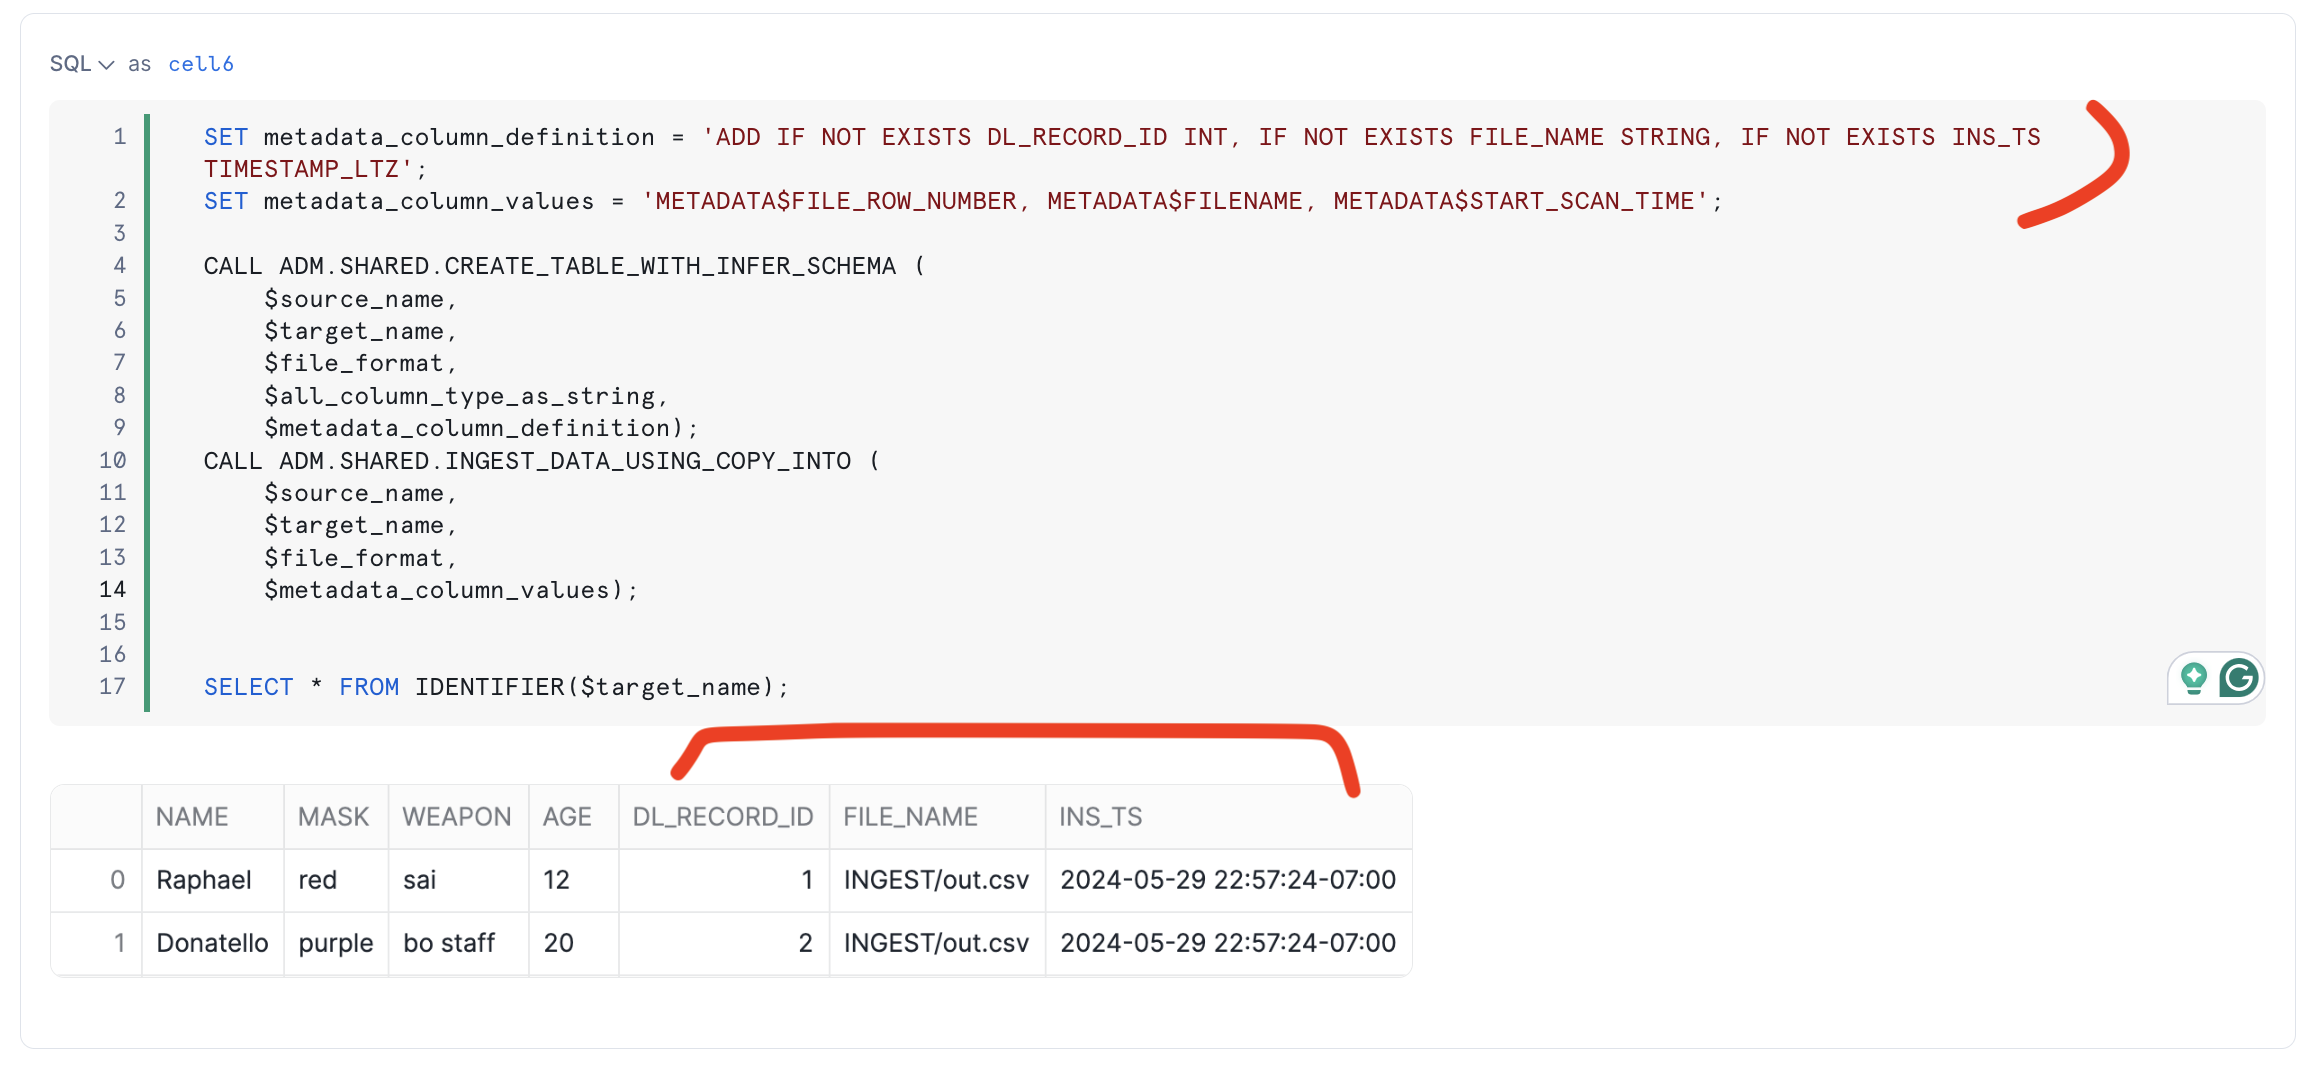 SQL as cell6
1 SET metadata_column_definition = 'ADD IF NOT EXISTS DL_RECORD_ID INT, IF NOT EXISTS FILE_NAME STRING, IF NOT EXISTS INS_TS
TIMESTAMP_LTZ';
2 SET metadata_column_values = 'METADATA$FILE_ROW_NUMBER, METADATA$FILENAME, METADATA$START_SCAN_TIME';
3
4 CALL ADM.SHARED.CREATE_TABLE_WITH_INFER_SCHEMA (
5 $source_name,
6 $target_name,
7 $file_format,
8 $all_column_type_as_string,
9 $metadata_column_definition);
10 CALL ADM.SHARED.INGEST_DATA_USING_COPY_INTO (
11 $source_name,
12 $target_name,
13 $file_format,
14 $metadata_column_values);
15
16
17 SELECT * FROM IDENTIFIER($target_name);
NAME MASK WEAPON AGE DL_RECORD_ID FILE_NAME INS_TS
0 Raphael red sai 12 1 INGEST/out.csv 2024-05-29 22:57:24-07:00
1 Donatello purple bo staff 20 2 INGEST/out.csv 2024-05-29 22:57:24-07:00